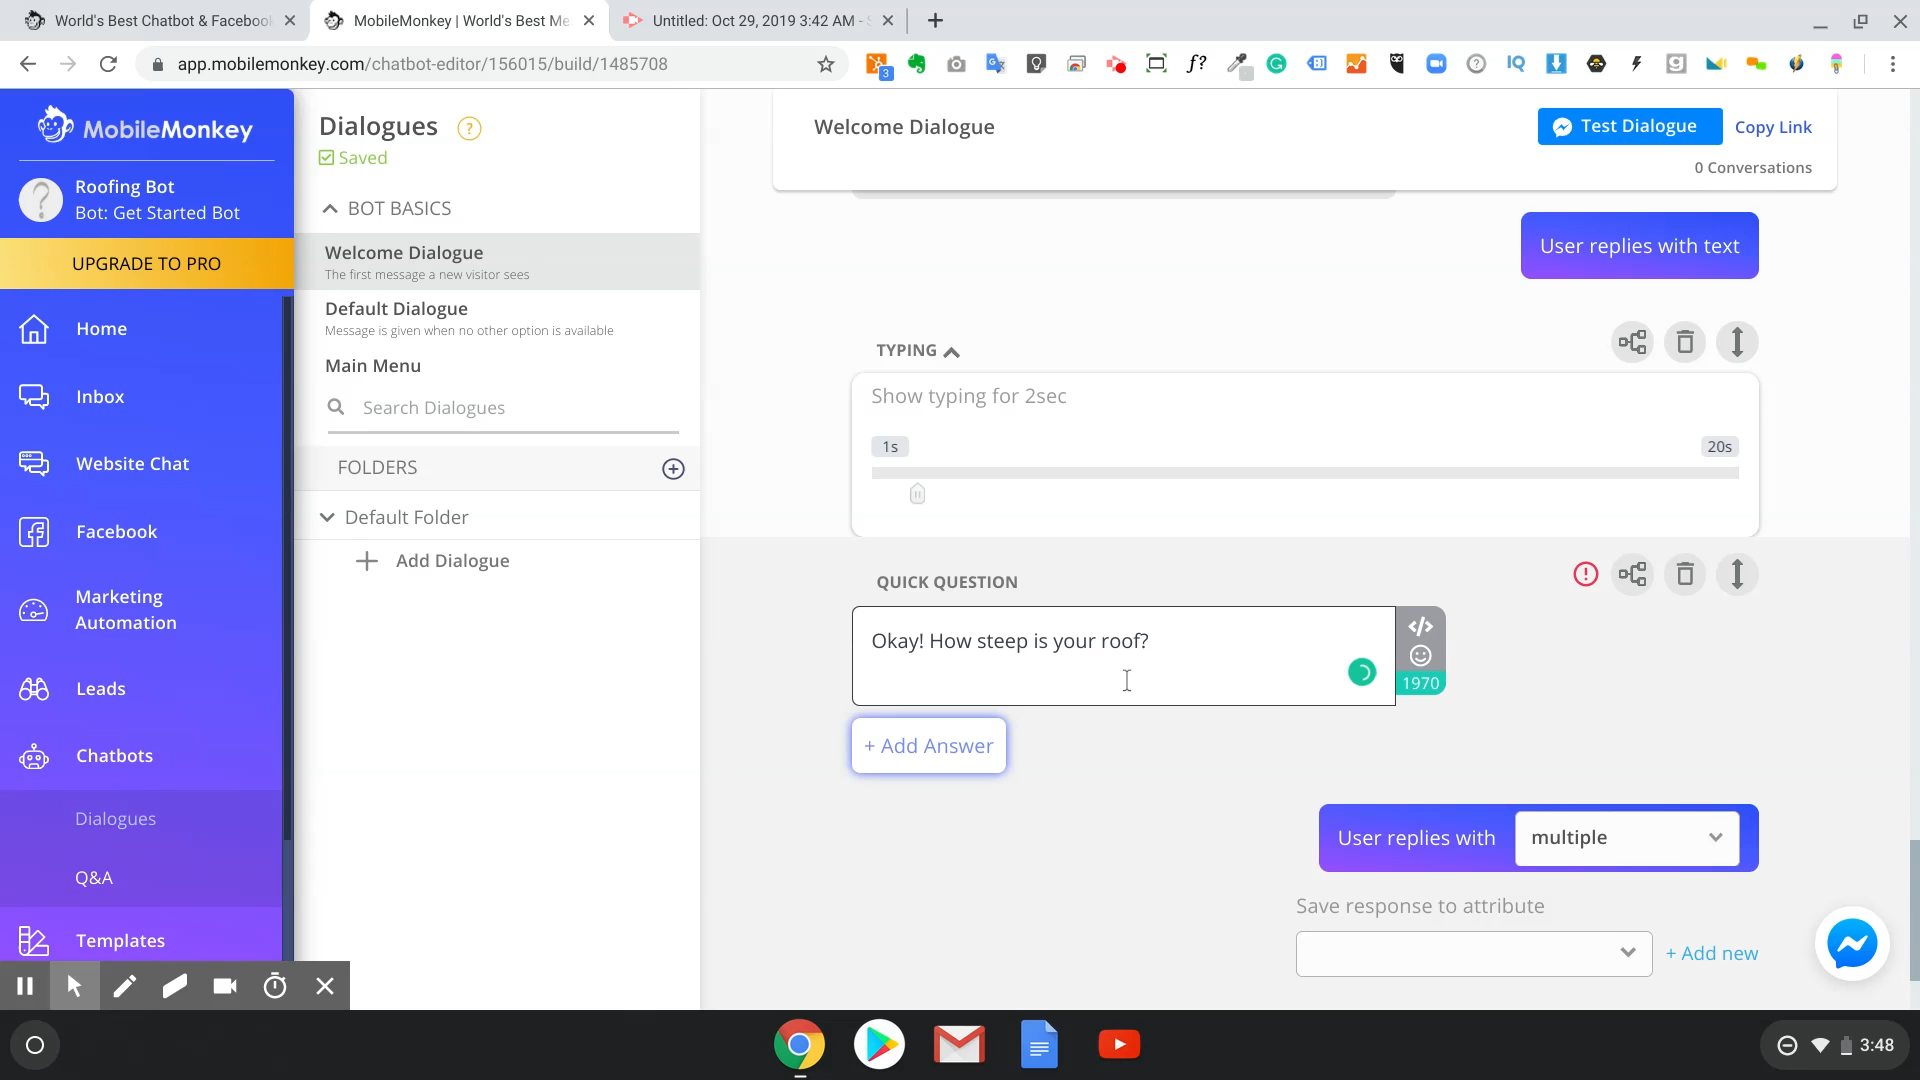 World's Best Chatbot & Faceboo
MobileMonkey | World's Best Me
Untitled: Oct 29, 2019 3:42 AM - S
app.mobilemonkey.com/chatbot-editor/156015/build/1485708
3
f?
IQ
MobileMonkey
Roofing Bot
Bot: Get Started Bot
UPGRADE TO PRO
Home
Inbox
Website Chat
Facebook
Marketing
Automation
Leads
Chatbots
Dialogues
Q&A
Templates
Dialogues
?
Saved
BOT BASICS
Welcome Dialogue
The first message a new visitor sees
Default Dialogue
Message is given when no other option is available
Main Menu
Search Dialogues
FOLDERS
Default Folder
Add Dialogue
Welcome Dialogue
Test Dialogue
Copy Link
0 Conversations
User replies with text
TYPING
Show typing for 2sec
1s
20s
QUICK QUESTION
Okay! How steep is your roof?
1970
+ Add Answer
User replies with
multiple
Save response to attribute
+ Add new
3:48